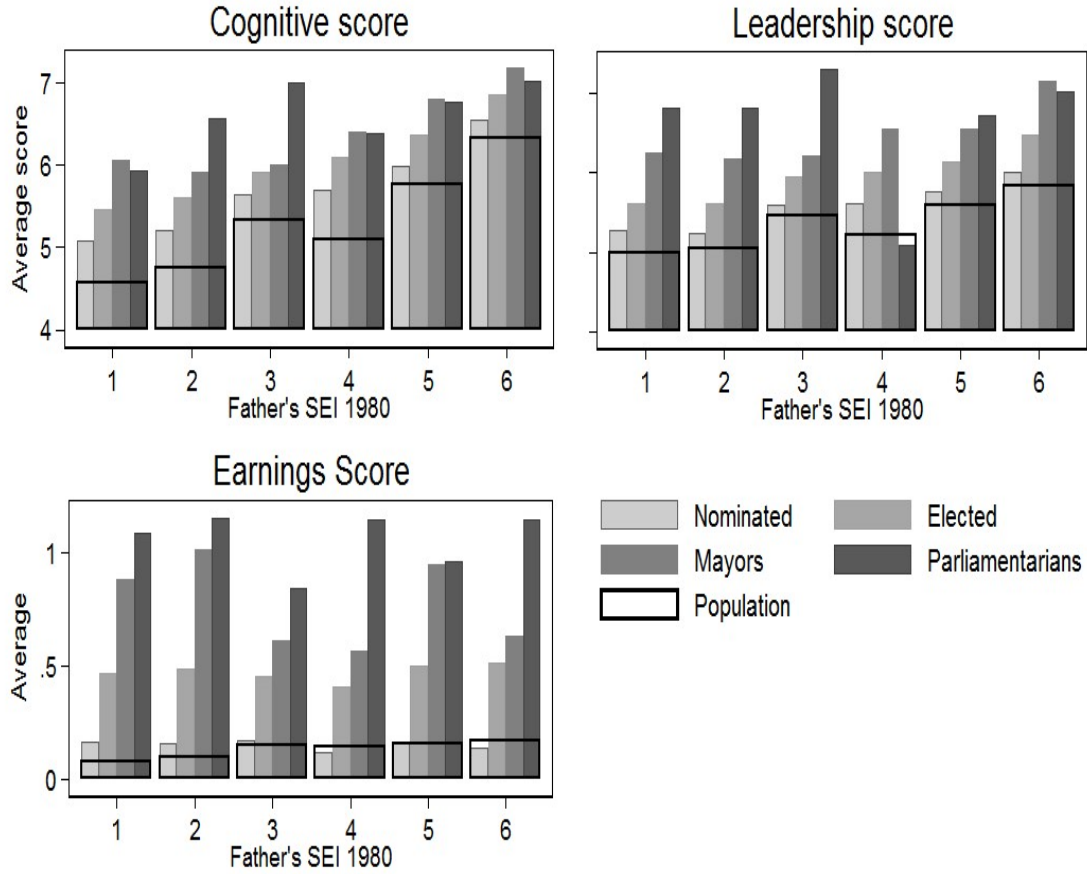 Cognitive score
Average score
7
6
5
4
1 2 3 4 5 6
Father's SEI 1980
Leadership score
1 2 3 4 5 6
Father's SEI 1980
Earnings Score
Average
1
.5
0
1 2 3 4 5 6
Father's SEI 1980
Nominated Elected
Mayors Parliamentarians
Population